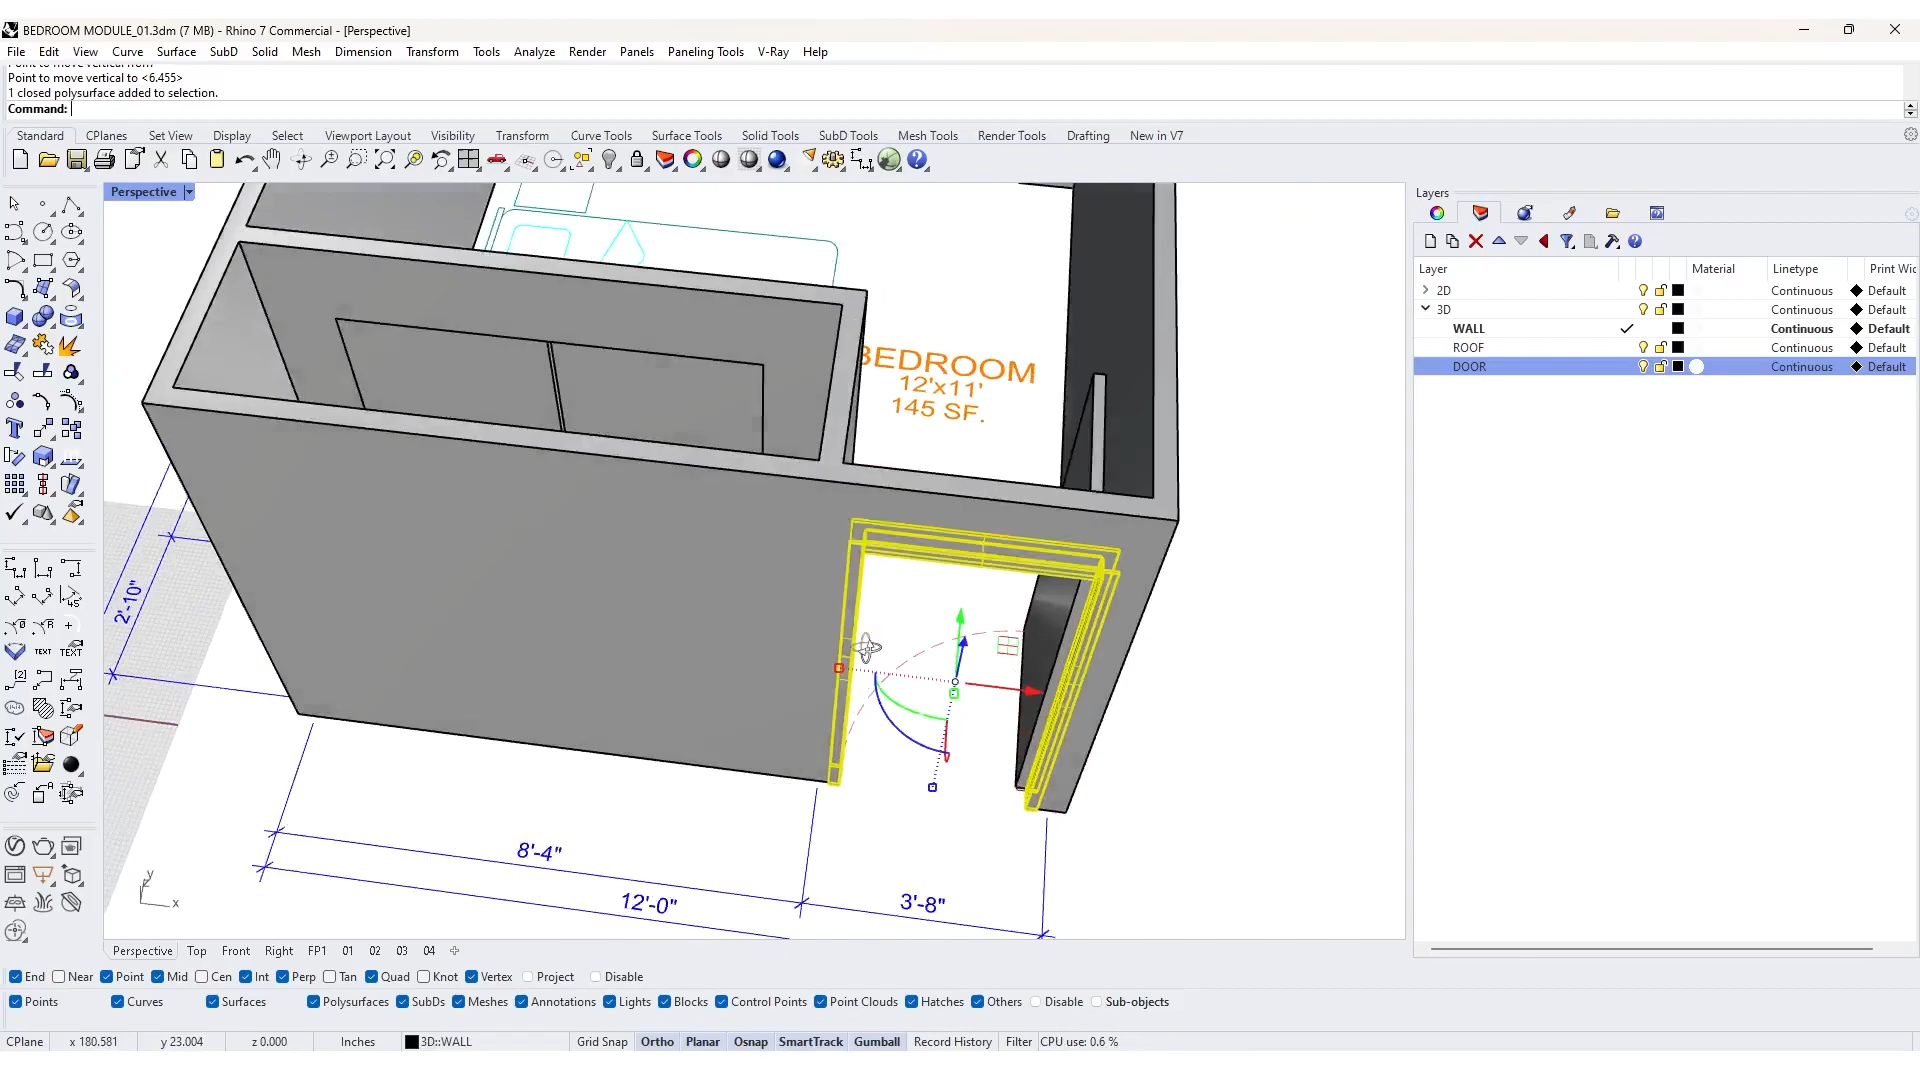 BEDROOM MODULE_01.3dm (7 MB) - Rhino 7 Commercial - [Perspective]
File Edit View Curve Surface SubD Solid Mesh Dimension Transform Tools Analyze Render Panels Paneling Tools V-Ray Help
Point to move vertical from
Point to move vertical to <6.455>
1 closed polysurface added to selection.
Command:
Standard CPlanes Set View Display Select Viewport Layout Visibility Transform Curve Tools Surface Tools Solid Tools SubD Tools Mesh Tools Render Tools Drafting New in V7
Perspective
Layers
Layer Material Linetype Print Wid
2D Continuous Default
3D Continuous Default
WALL Continuous Default
ROOF Continuous Default
DOOR Continuous Default
BEDROOM
12'x11'
145 SF.
2'-10"
8'-4"
12'-0"
3'-8"
y
x
TEXT TEXT
Perspective Top Front Right FP1 01 02 03 04
End Near Point Mid Cen Int Perp Tan Quad Knot Vertex Project Disable
Points Curves Surfaces Polysurfaces SubDs Meshes Annotations Lights Blocks Control Points Point Clouds Hatches Others Disable Sub-objects
CPlane x 180.581 y 23.004 z 0.000 Inches 3D::WALL Grid Snap Ortho Planar Osnap SmartTrack Gumball Record History Filter CPU use: 0.6 %